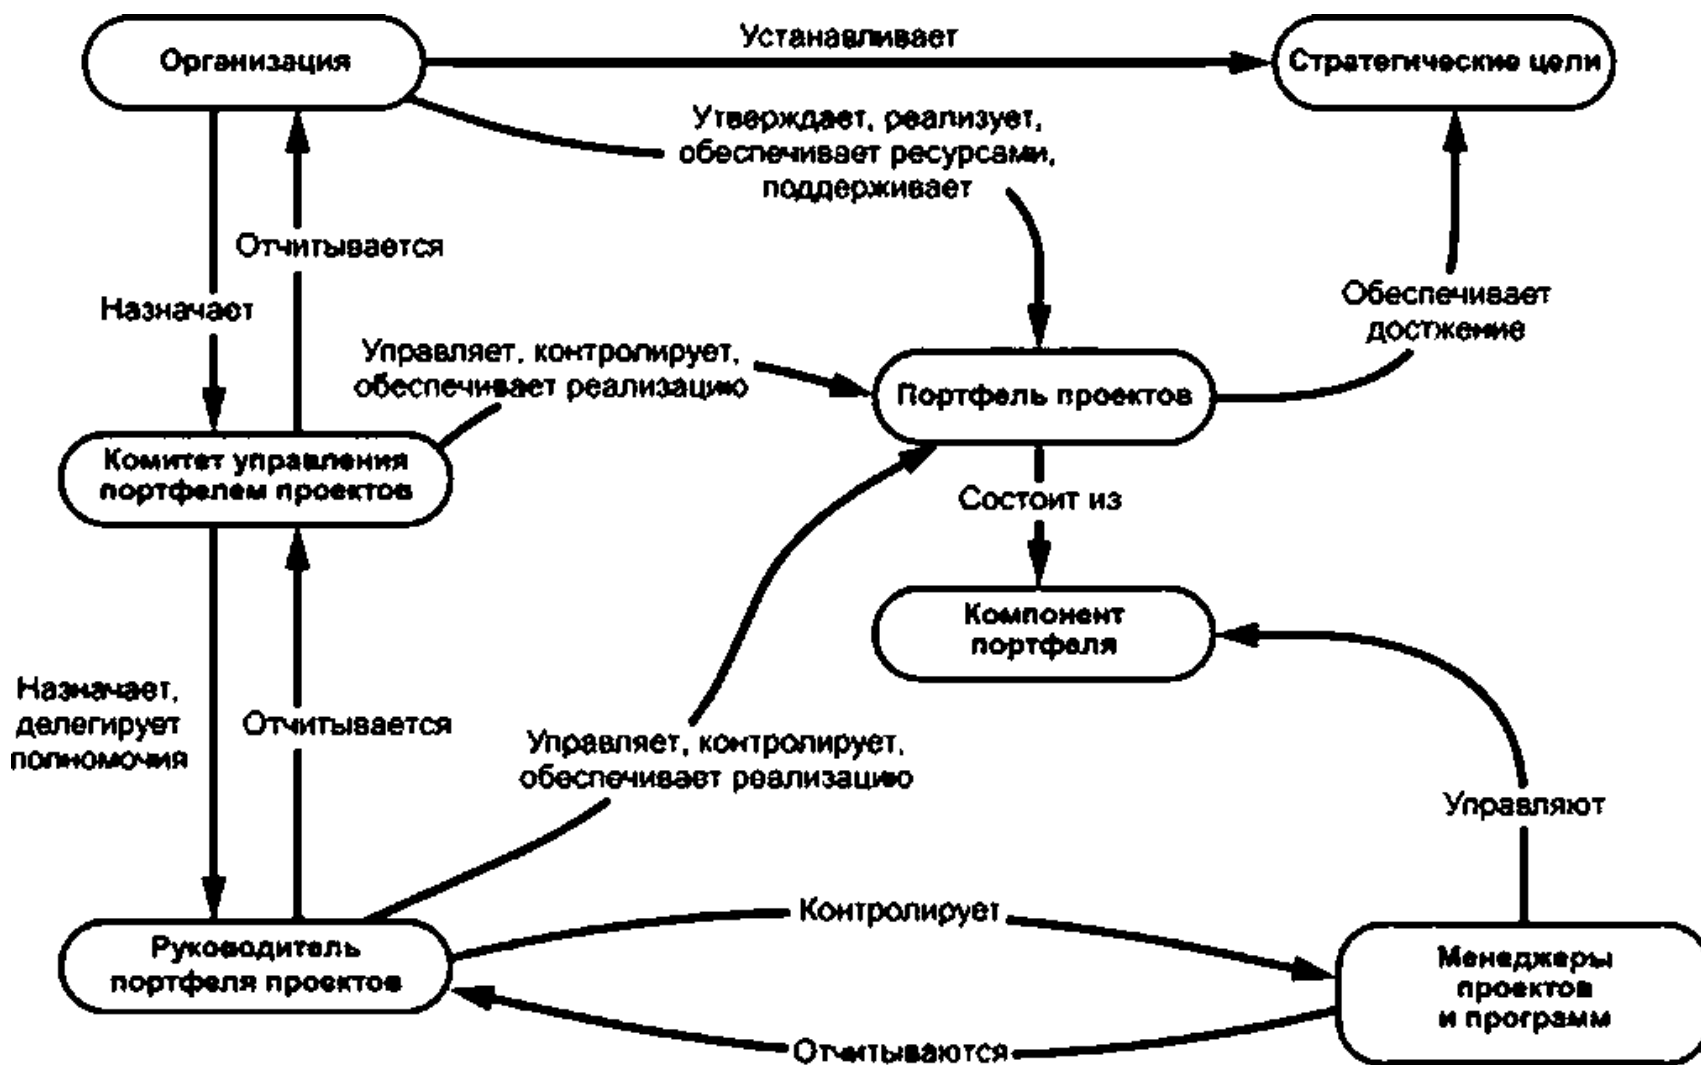 Организация
Устанавливает
Стратегические цели
Утверждает, реализует,
обеспечивает ресурсами,
поддерживает
Отчитывается
Назначает
Обеспечивает
достжение
Управляет, контролирует,
обеспечивает реализацию
Портфель проектов
Комитет управления
портфелем проектов
Состоит из
Компонент
портфеля
Назначает,
делегирует
полномочия
Отчитывается
Управляет, контролирует,
обеспечивает реализацию
Управляют
Контролирует
Руководитель
портфеля проектов
Менеджеры
проектов
и программ
Отчитываются